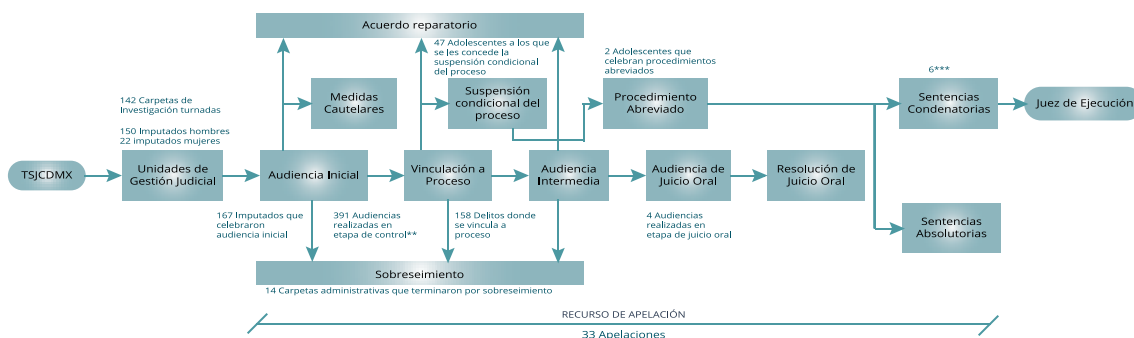 Acuerdo reparatorio
47 Adolescentes a los que
se les concede la
suspensión condicional
del proceso
2 Adolescentes que
celebran procedimientos
abreviados
6***
142 Carpetas de
Investigación turnadas
150 Imputados hombres
22 imputados mujeres
Medidas
Cautelares
Suspensión
condicional del
proceso
Procedimiento
Abreviado
Sentencias
Condenatorias
Juez de Ejecución
TSJCDMX
Unidades de
Gestión Judicial
Audiencia Inicial
Vinculación a
Proceso
Audiencia
Intermedia
Audiencia de
Juicio Oral
Resolución de
Juicio Oral
Sentencias
Absolutorias
167 Imputados que
celebraron
audiencia inicial
391 Audiencias
realizadas en
etapa de control**
158 Delitos donde
se vincula a
proceso
4 Audiencias
realizadas en
etapa de juicio oral
Sobreseimiento
14 Carpetas administrativas que terminaron por sobreseimiento
RECURSO DE APELACIÓN
33 Apelaciones